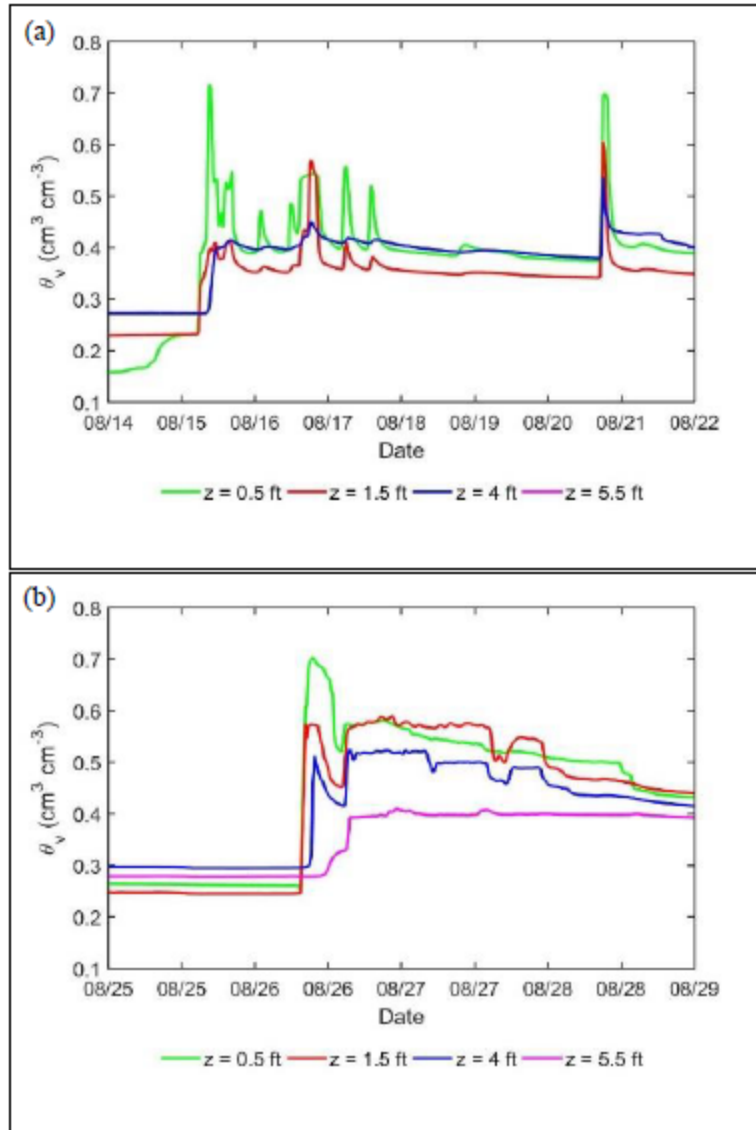 (a)
0.8
0.7
0.6
0.5
0.4
0.3
0.2
0.1
θv (cm3 cm-3)
08/14 08/15 08/16 08/17 08/18 08/19 08/20 08/21 08/22
Date
z = 0.5 ft z = 1.5 ft z = 4 ft z = 5.5 ft
(b)
0.8
0.7
0.6
0.5
0.4
0.3
0.2
0.1
θv (cm3 cm-3)
08/25 08/25 08/26 08/26 08/27 08/27 08/28 08/28 08/29
Date
z = 0.5 ft z = 1.5 ft z = 4 ft z = 5.5 ft